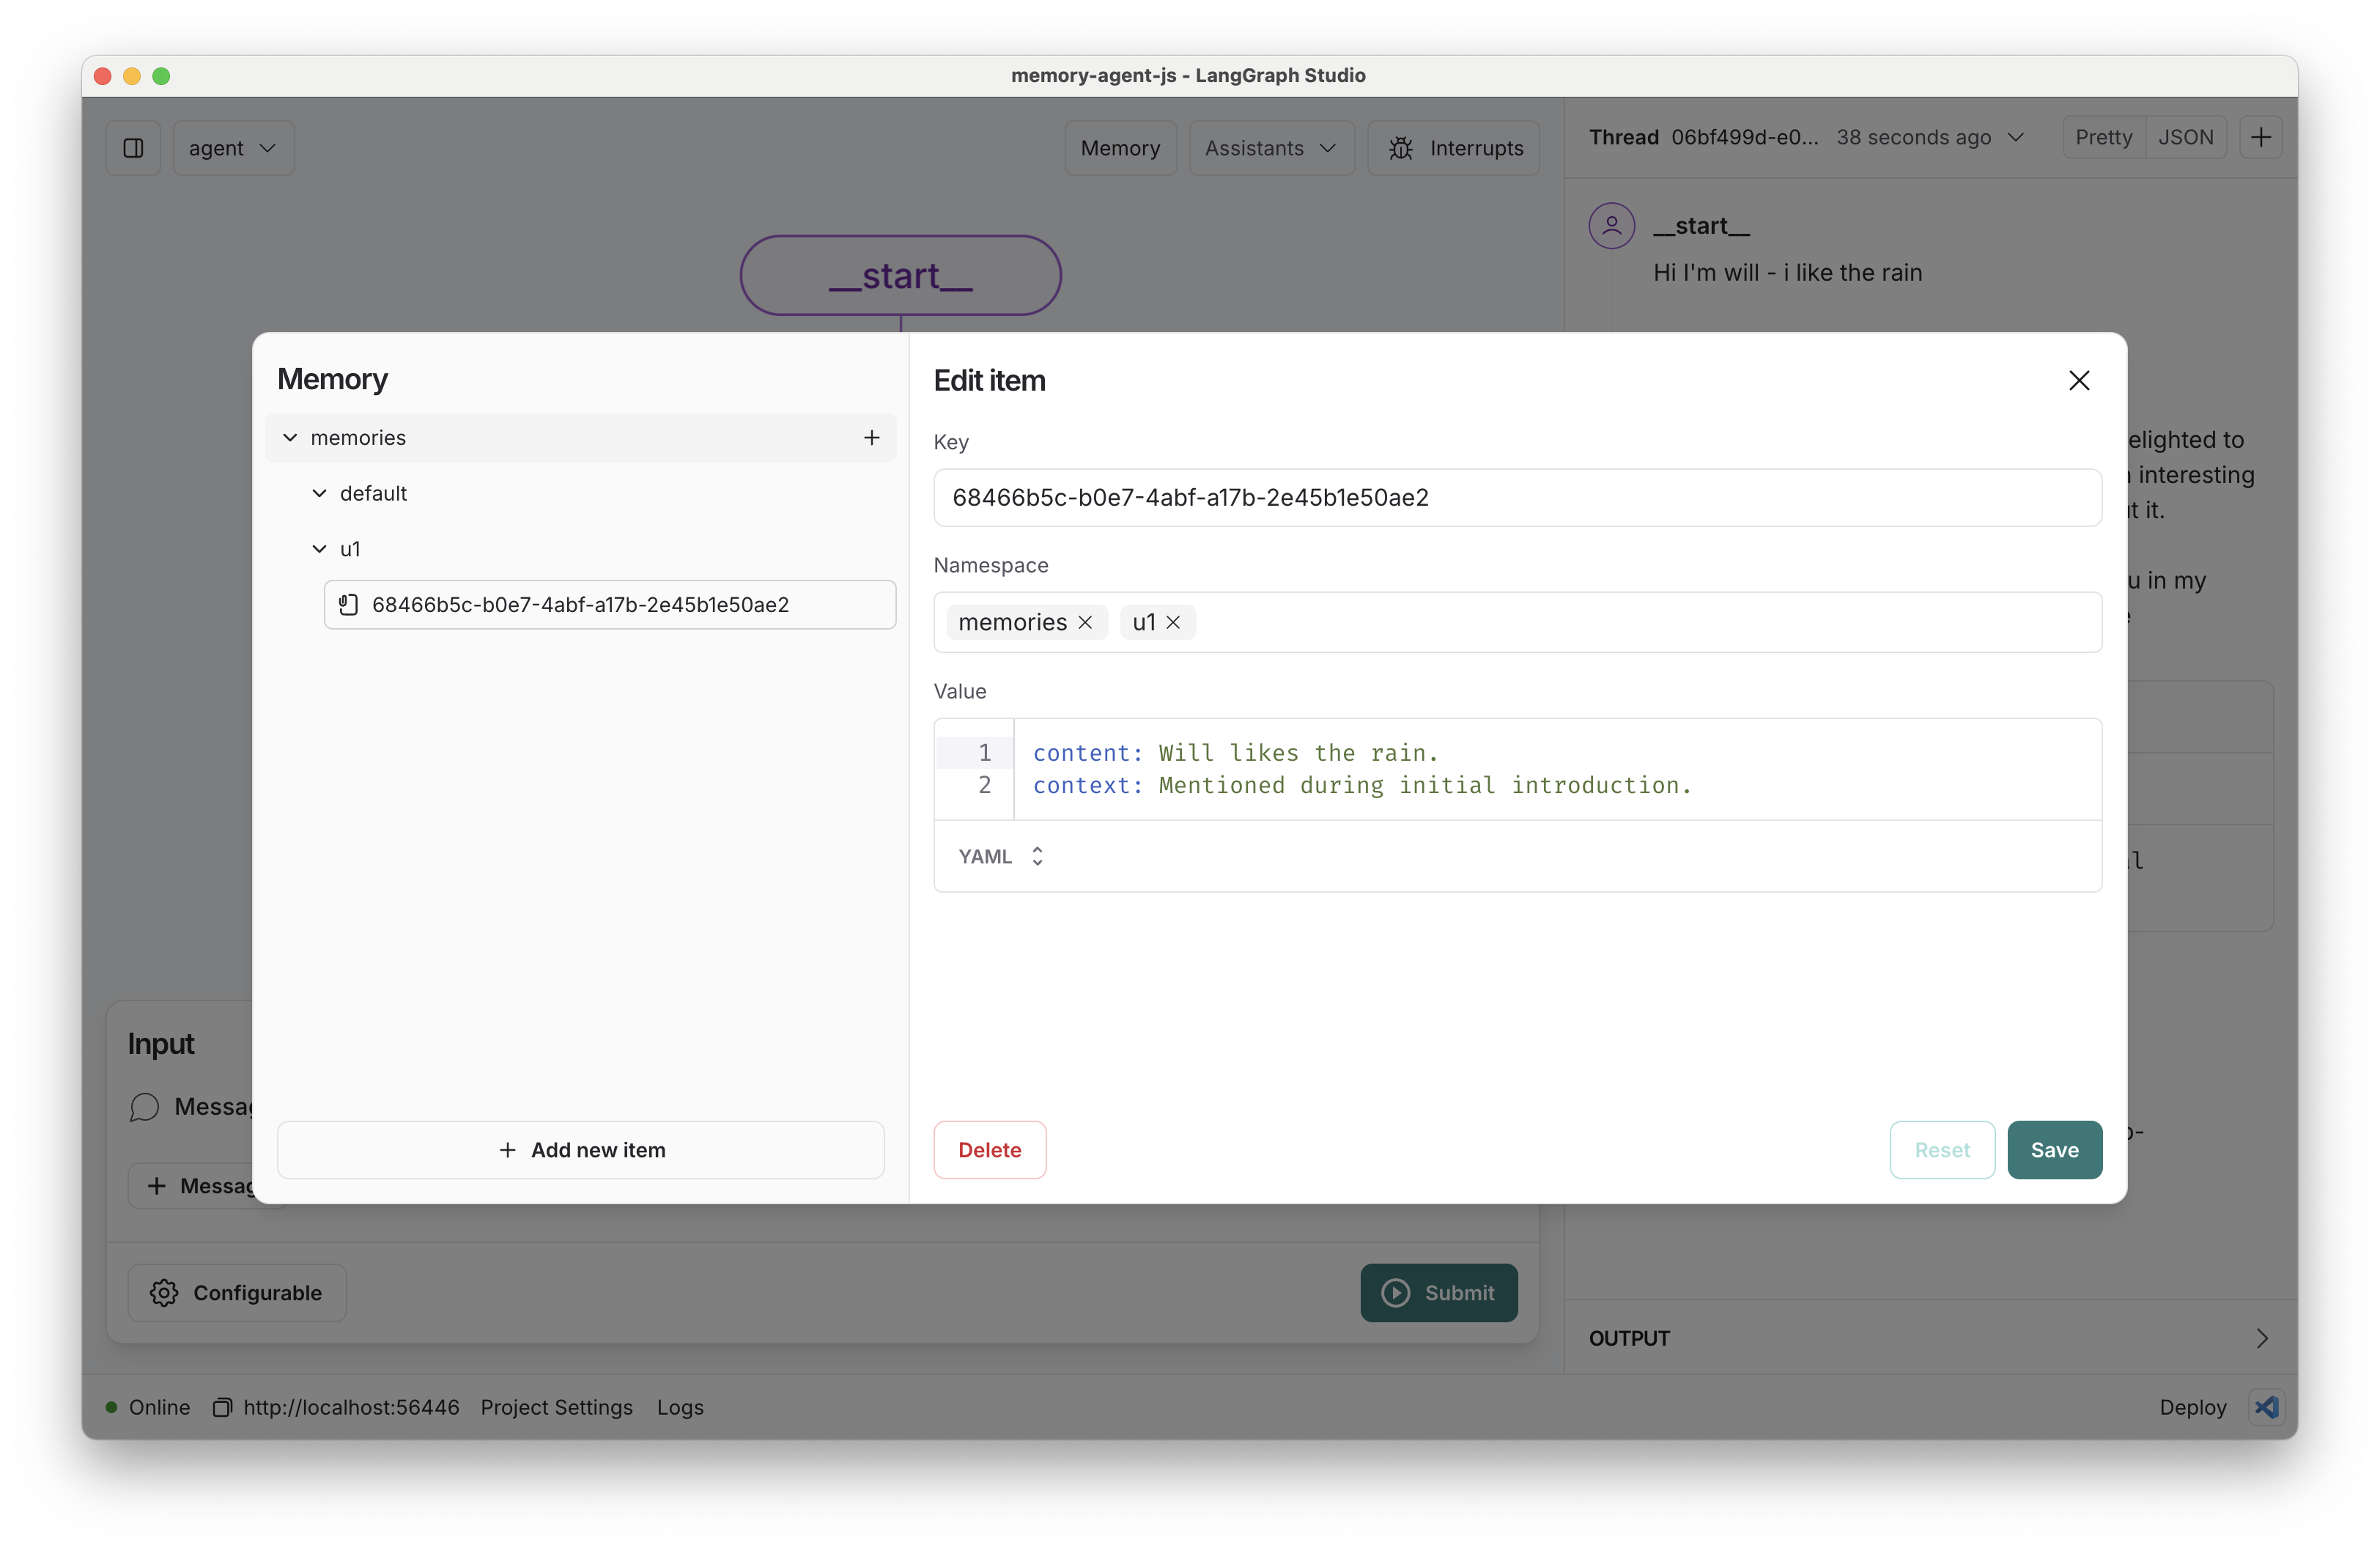 memory-agent-js - LangGraph Studio
agent
Memory
Assistants
Interrupts
Thread 06bf499d-e0... 38 seconds ago
Pretty
JSON
__start__
__start__
Hi I'm will - i like the rain
Memory
memories
default
u1
68466b5c-b0e7-4abf-a17b-2e45b1e50ae2
Add new item
Edit item
Key
68466b5c-b0e7-4abf-a17b-2e45b1e50ae2
Namespace
memories
u1
Value
1 content: Will likes the rain.
2 context: Mentioned during initial introduction.
YAML
Delete
Reset
Save
elighted to
interesting
t it.
u in my
Input
Configurable
Submit
OUTPUT
Online
http://localhost:56446
Project Settings
Logs
Deploy